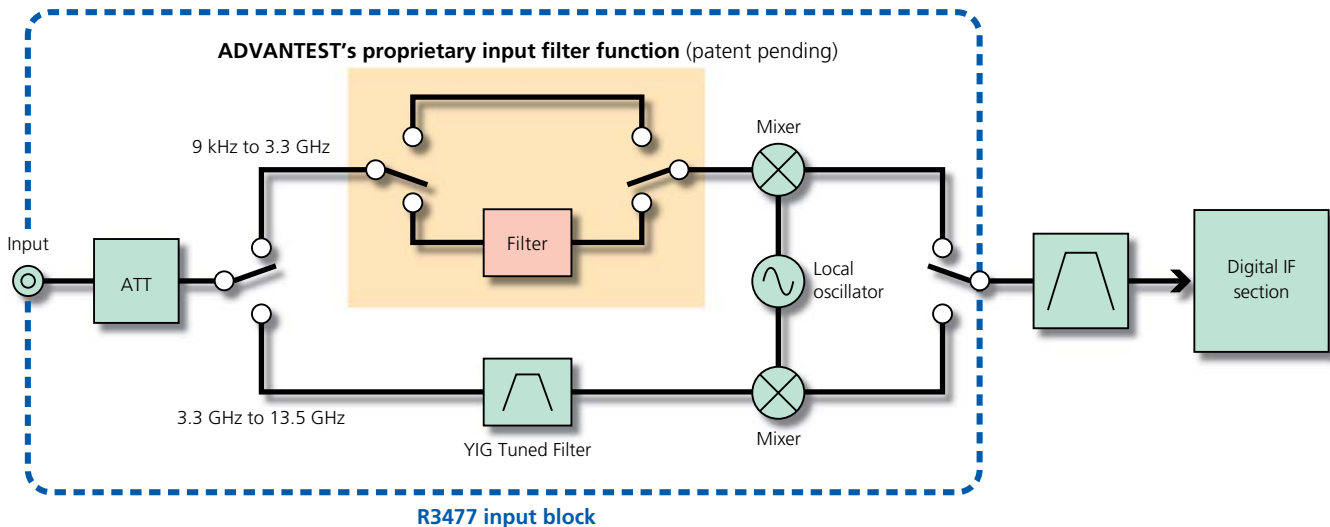 ADVANTEST's proprietary input filter function (patent pending)
9 kHz to 3.3 GHz
Mixer
Input
ATT
Filter
Local
oscillator
Digital IF
section
3.3 GHz to 13.5 GHz
YIG Tuned Filter
Mixer
R3477 input block